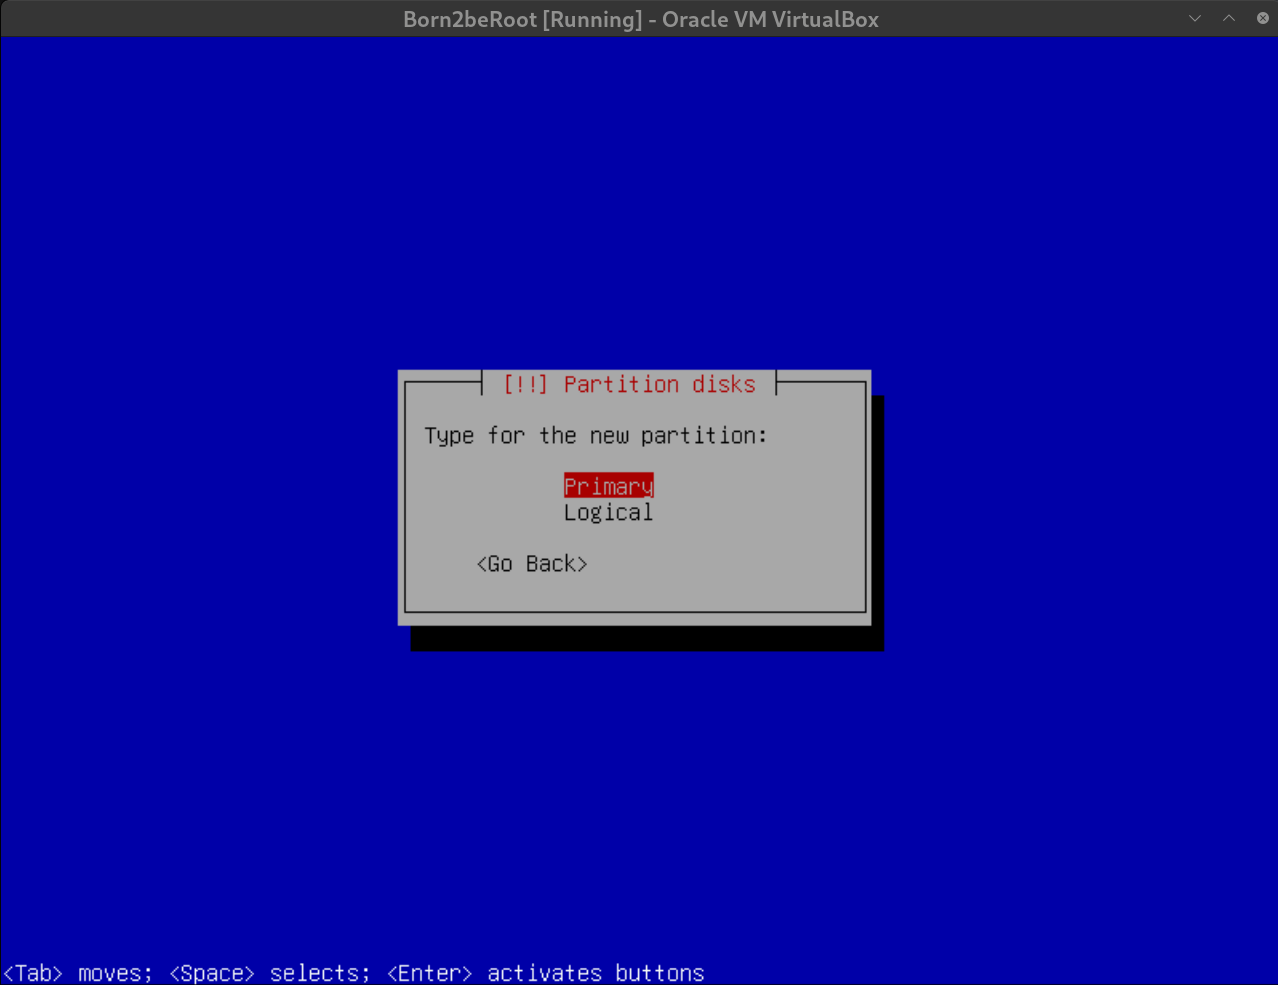 Born2beRoot [Running] - Oracle VM VirtualBox
[!!] Partition disks
Type for the new partition:
Primary
Logical
<Go Back>
<Tab> moves; <Space> selects; <Enter> activates buttons